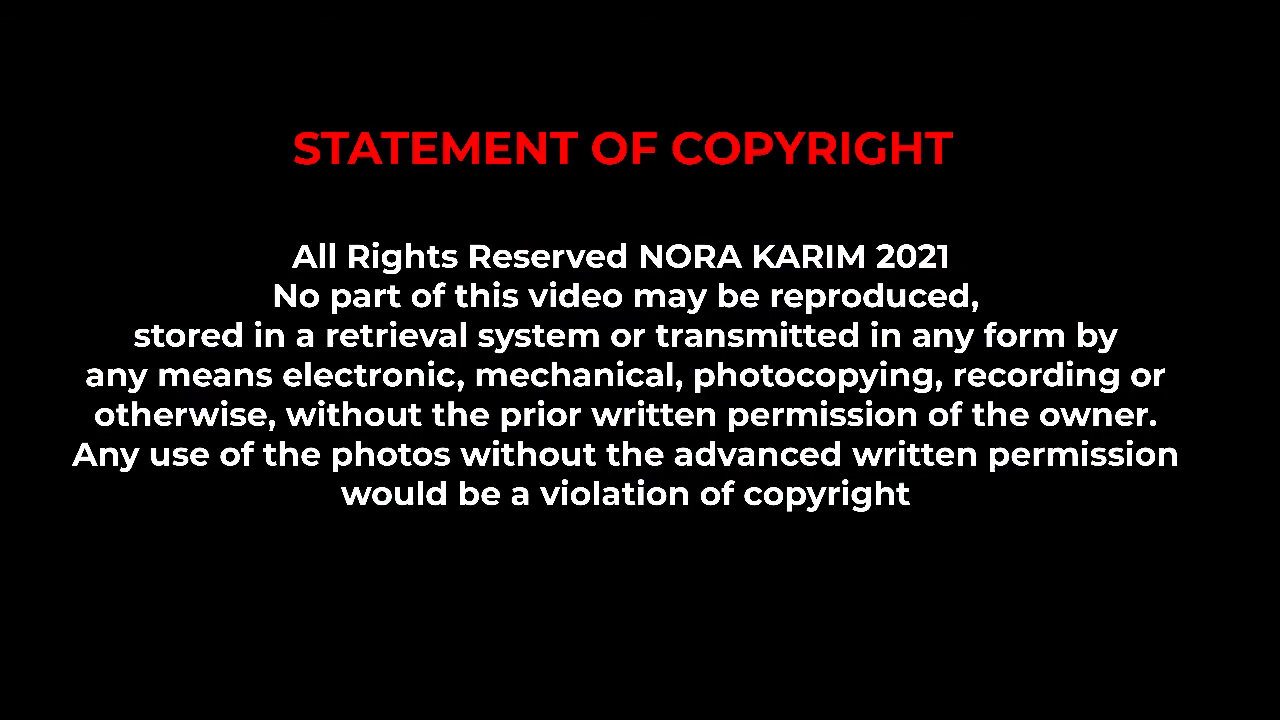 STATEMENT OF COPYRIGHT
All Rights Reserved NORA KARIM 2021
No part of this video may be reproduced,
stored in a retrieval system or transmitted in any form by
any means electronic, mechanical, photocopying, recording or
otherwise, without the prior written permission of the owner.
Any use of the photos without the advanced written permission
would be a violation of copyright